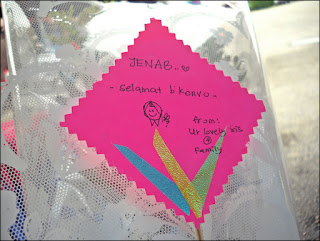 JENAB..
- selamat b'konvo..
from:
Ur lovely sis
@
Family